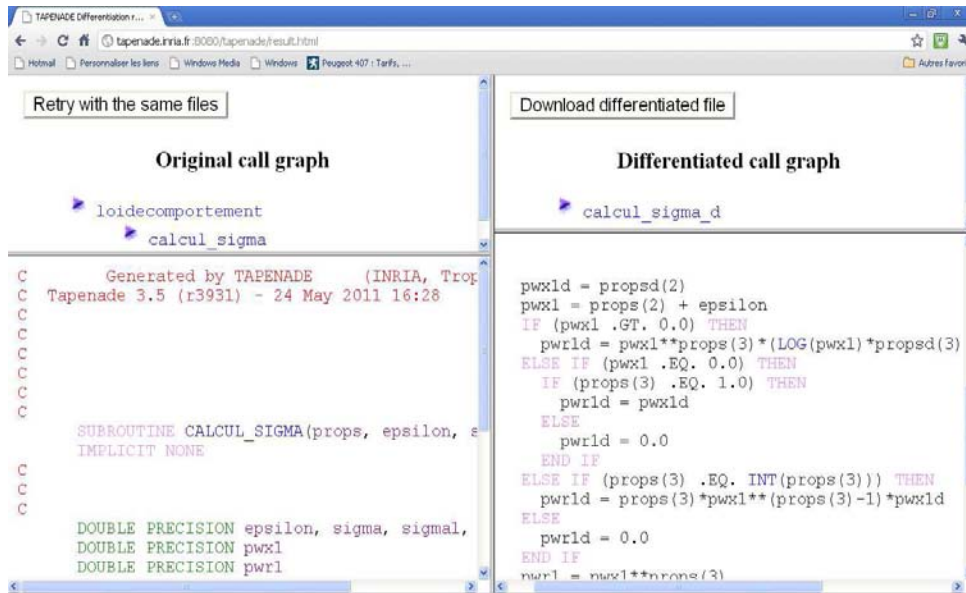 TAPENADE Differentiation r...
tapenade.inria.fr:8080/tapenade/result.html
Hotmail Personnaliser les liens Windows Media Windows Peugeot 407 : Tarifs, ... Autres favori
Retry with the same files
Original call graph
loidecomportement
calcul_sigma
C Generated by TAPENADE (INRIA, Trop
C Tapenade 3.5 (r3931) - 24 May 2011 16:28
C
C
C
C
C
C
SUBROUTINE CALCUL_SIGMA(props, epsilon, s
IMPLICIT NONE
C
C
C
DOUBLE PRECISION epsilon, sigma, sigmal,
DOUBLE PRECISION pwx1
DOUBLE PRECISION pwr1
Download differentiated file
Differentiated call graph
calcul_sigma_d
pwx1d = propsd(2)
pwx1 = props(2) + epsilon
IF (pwx1 .GT. 0.0) THEN
pwr1d = pwx1**props(3)*(LOG(pwx1)*propsd(3)
ELSE IF (pwx1 .EQ. 0.0) THEN
IF (props(3) .EQ. 1.0) THEN
pwr1d = pwx1d
ELSE
pwr1d = 0.0
END IF
ELSE IF (props(3) .EQ. INT(props(3))) THEN
pwr1d = props(3)*pwx1**(props(3)-1)*pwx1d
ELSE
pwr1d = 0.0
END IF
pwr1 = pwx1**props(3)